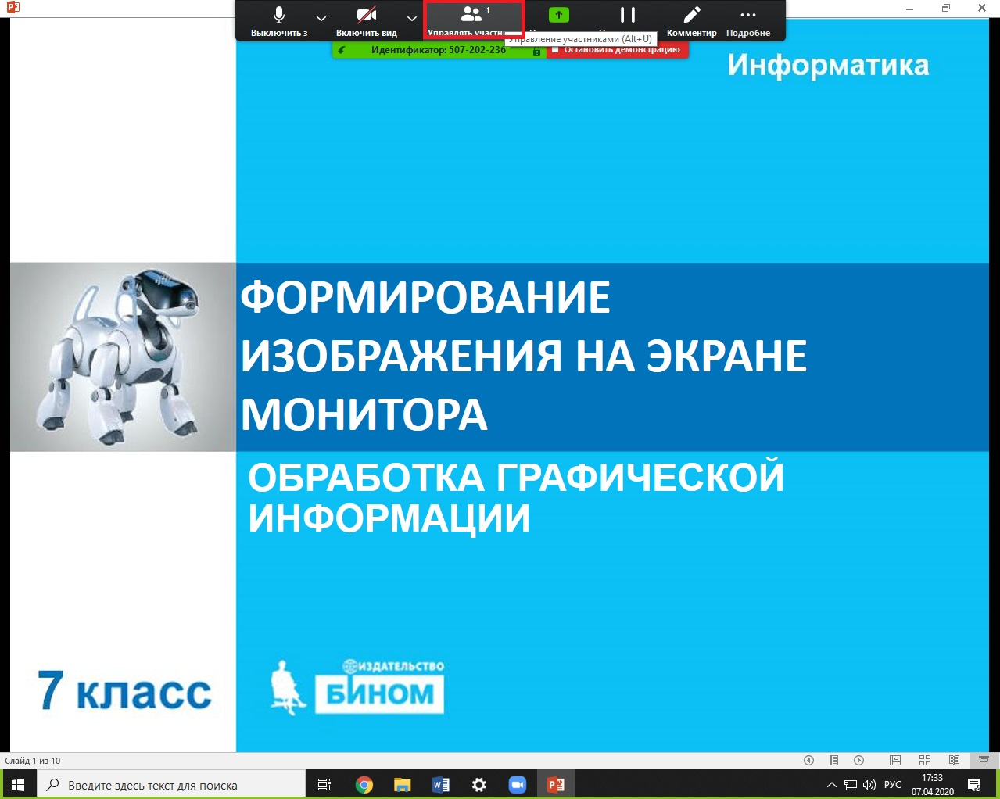 1
Выключить з
Включить вид
Управлять участн
Комментир
Подробне
Управление участниками (Alt+U)
Идентификатор: 507-202-236
Остановить демонстрацию
Информатика
ФОРМИРОВАНИЕ
ИЗОБРАЖЕНИЯ НА ЭКРАНЕ
МОНИТОРА
ОБРАБОТКА ГРАФИЧЕСКОЙ
ИНФОРМАЦИИ
7 класс
ИЗДАТЕЛЬСТВО
БИНОМ
Слайд 1 из 10
Введите здесь текст для поиска
РУС
17:33
07.04.2020